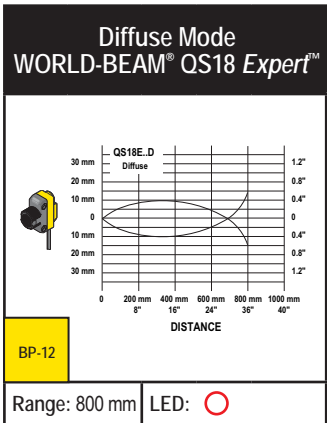 Diffuse Mode
WORLD-BEAM® QS18 Expert™
QS18E..D
Diffuse
30 mm 1.2"
20 mm 0.8"
10 mm 0.4"
0 0
10 mm 0.4"
20 mm 0.8"
30 mm 1.2"
0 200 mm 400 mm 600 mm 800 mm 1000 mm
8" 16" 24" 36" 40"
DISTANCE
BP-12
Range: 800 mm LED: